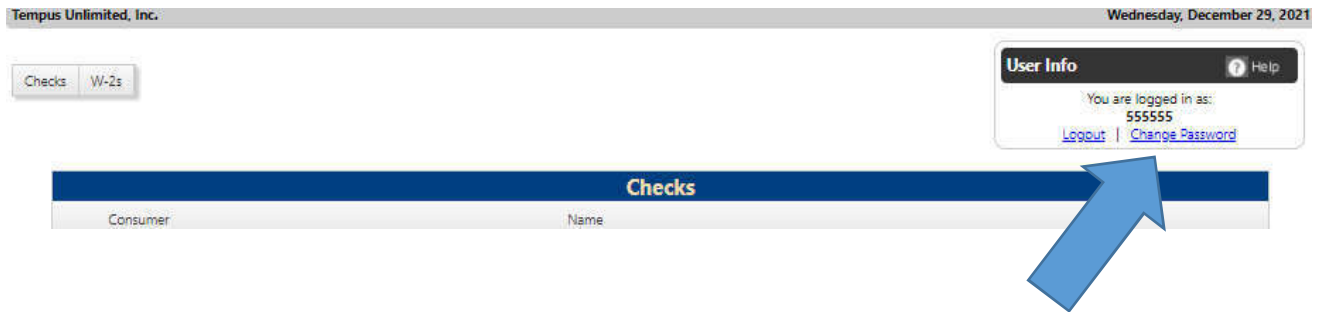 Tempus Unlimited, Inc. Wednesday, December 29, 2021
Checks W-2s
User Info ? Help
You are logged in as:
555555
Logout | Change Password
Checks
Consumer Name